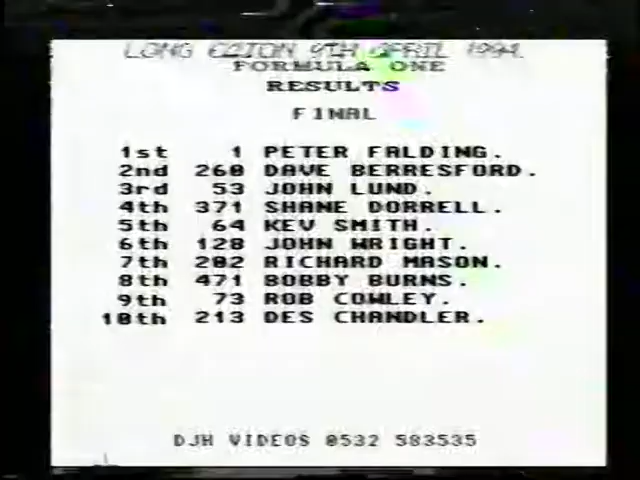 LONG EATON 9TH APRIL 1994.
FORMULA ONE
RESULTS
FINAL
1st 1 PETER FALDING.
2nd 260 DAVE BERRESFORD.
3rd 53 JOHN LUND.
4th 371 SHANE DORRELL.
5th 64 KEV SMITH.
6th 128 JOHN WRIGHT.
7th 202 RICHARD MASON.
8th 471 BOBBY BURNS.
9th 73 ROB COWLEY.
10th 213 DES CHANDLER.
DJH VIDEOS 0532 583535